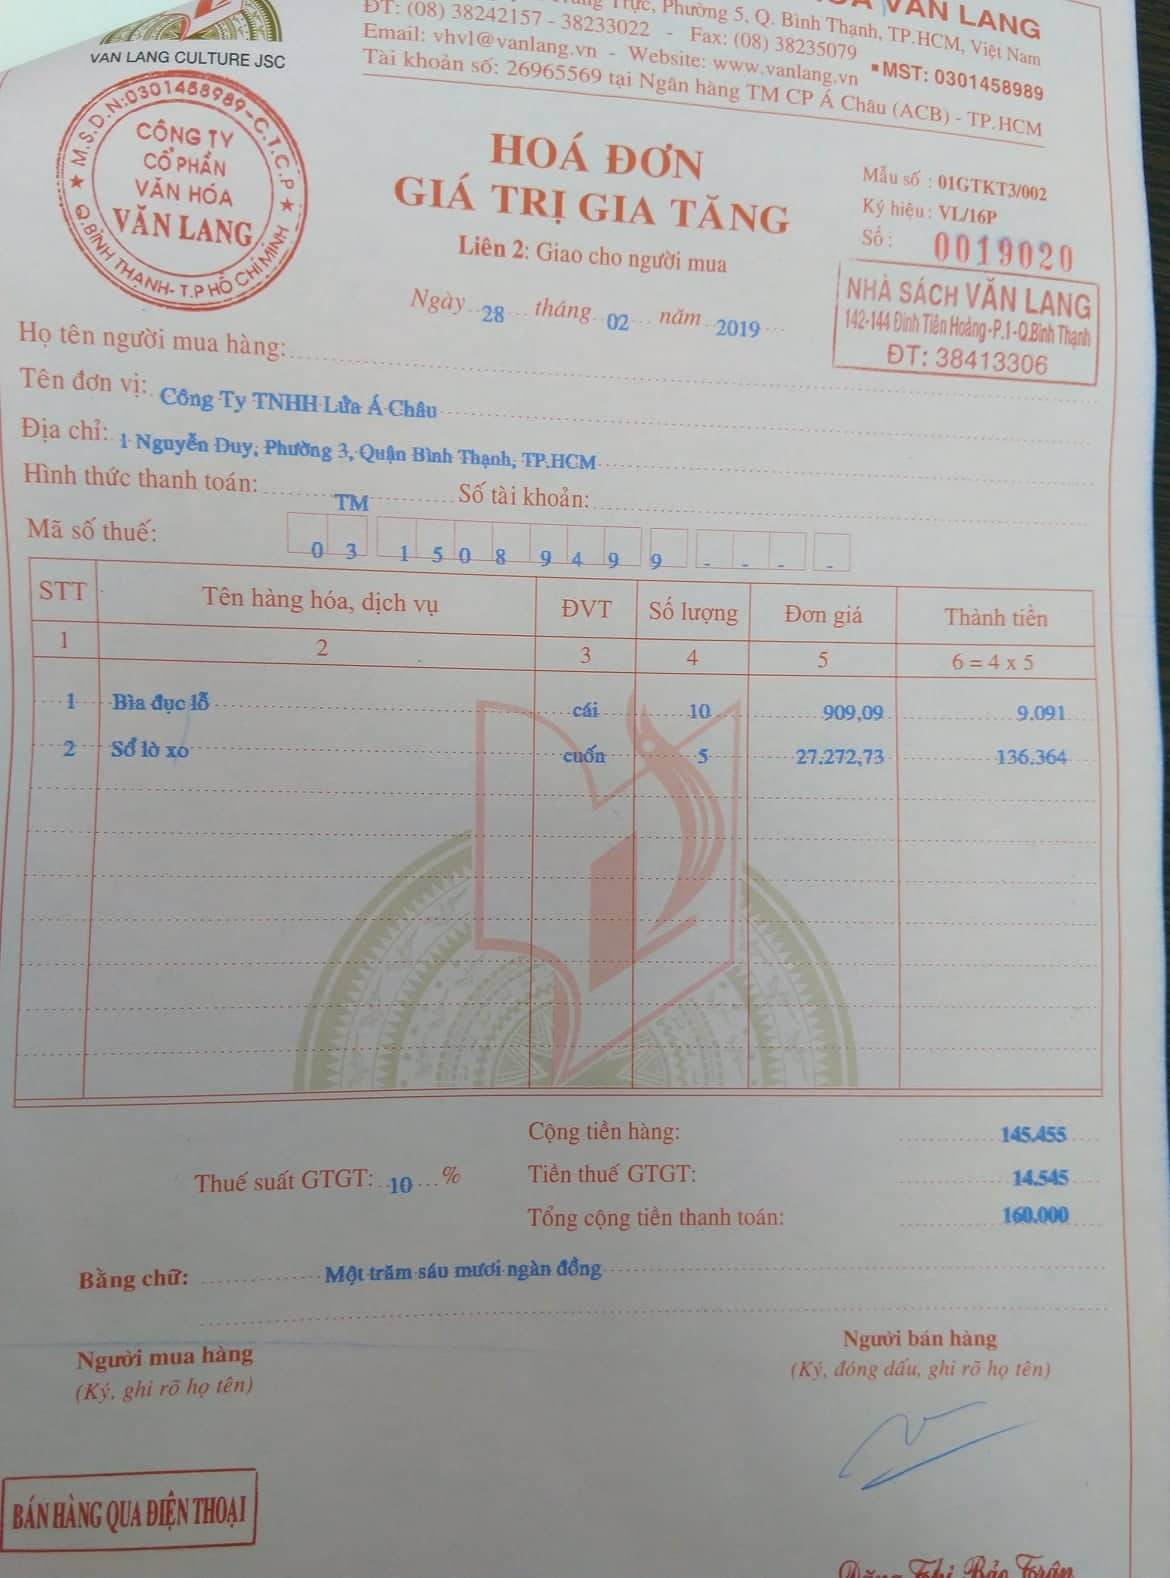 VĂN LANG
Trực, Phường 5, Q. Bình Thạnh, TP.HCM, Việt Nam
ĐT: (08) 38242157 - 38233022 - Fax: (08) 38235079
Email: vhvl@vanlang.vn - Website: www.vanlang.vn ▪MST: 0301458989
Tài khoản số: 26965569 tại Ngân hàng TM CP Á Châu (ACB) - TP.HCM
VAN LANG CULTURE JSC
M.S.D.N:0301458989-C.T.C.P
CÔNG TY
CỔ PHẦN
VĂN HÓA
VĂN LANG
Q.BÌNH THẠNH-T.P HỒ CHÍ MINH
HOÁ ĐƠN
GIÁ TRỊ GIA TĂNG
Liên 2: Giao cho người mua
Ngày 28 tháng 02 năm 2019
Mẫu số : 01GTKT3/002
Ký hiệu : VL/16P
Số : 0019020
NHÀ SÁCH VĂN LANG
142-144 Đinh Tiên Hoàng-P.1-Q.Bình Thạnh
ĐT: 38413306
Họ tên người mua hàng:
Tên đơn vị: Công Ty TNHH Lửa Á Châu
Địa chỉ: 1 Nguyễn Duy, Phường 3, Quận Bình Thạnh, TP.HCM
Hình thức thanh toán: TM Số tài khoản:
Mã số thuế: 0 3 1 5 0 8 9 4 9 9 - - - -
STT Tên hàng hóa, dịch vụ ĐVT Số lượng Đơn giá Thành tiền
1 2 3 4 5 6 = 4 x 5
1 Bìa đục lỗ cái 10 909,09 9.091
2 Sổ lò xo cuốn 5 27.272,73 136.364
Cộng tiền hàng: 145.455
Thuế suất GTGT: 10 % Tiền thuế GTGT: 14.545
Tổng cộng tiền thanh toán: 160.000
Bằng chữ: Một trăm sáu mươi ngàn đồng
Người mua hàng Người bán hàng
(Ký, ghi rõ họ tên) (Ký, đóng dấu, ghi rõ họ tên)
BÁN HÀNG QUA ĐIỆN THOẠI
Đặng Thị Bảo Trân